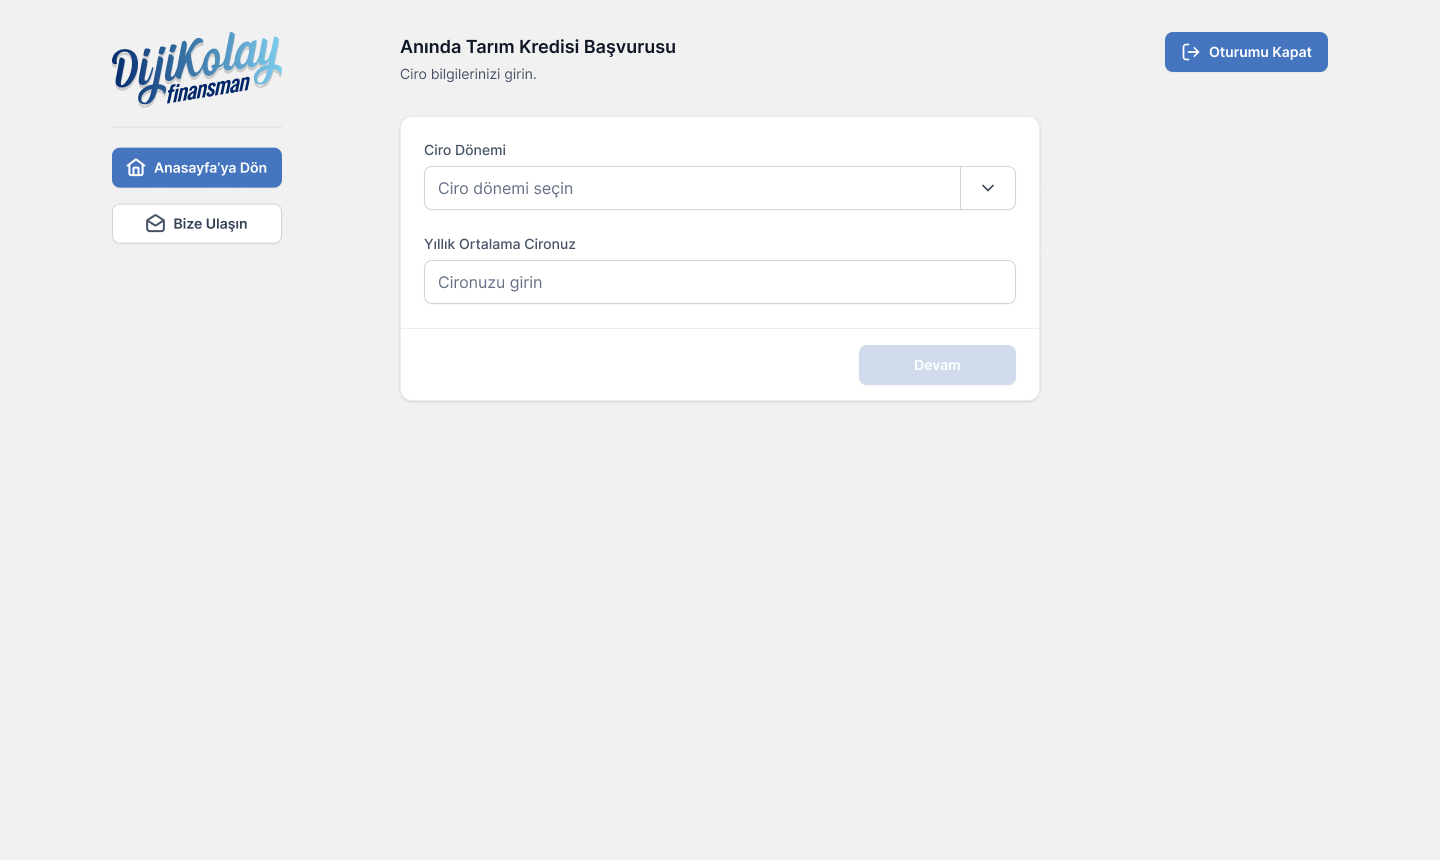 DijiKolay
finansman
Anasayfa'ya Dön
Bize Ulaşın
Anında Tarım Kredisi Başvurusu
Ciro bilgilerinizi girin.
Oturumu Kapat
Ciro Dönemi
Ciro dönemi seçin
Yıllık Ortalama Cironuz
Cironuzu girin
Devam